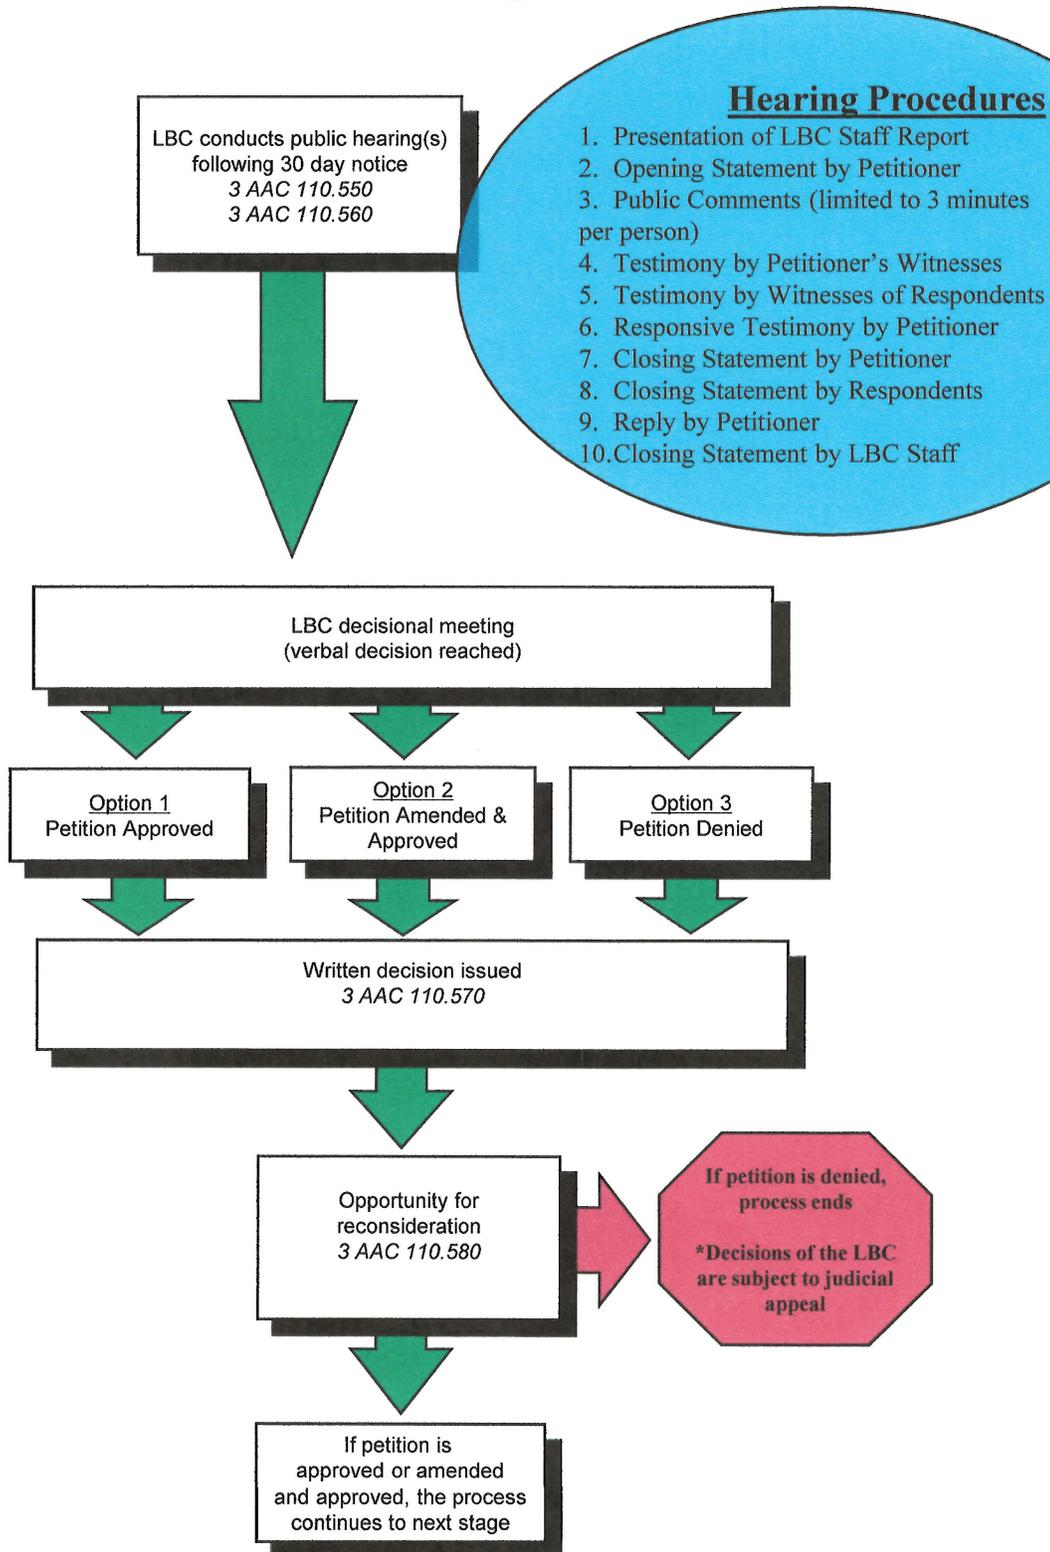 LBC conducts public hearing(s)
following 30 day notice
3 AAC 110.550
3 AAC 110.560
Hearing Procedures
1. Presentation of LBC Staff Report
2. Opening Statement by Petitioner
3. Public Comments (limited to 3 minutes
per person)
4. Testimony by Petitioner's Witnesses
5. Testimony by Witnesses of Respondents
6. Responsive Testimony by Petitioner
7. Closing Statement by Petitioner
8. Closing Statement by Respondents
9. Reply by Petitioner
10.Closing Statement by LBC Staff
LBC decisional meeting
(verbal decision reached)
Option 1
Petition Approved
Option 2
Petition Amended &
Approved
Option 3
Petition Denied
Written decision issued
3 AAC 110.570
Opportunity for
reconsideration
3 AAC 110.580
If petition is denied,
process ends
*Decisions of the LBC
are subject to judicial
appeal
If petition is
approved or amended
and approved, the process
continues to next stage